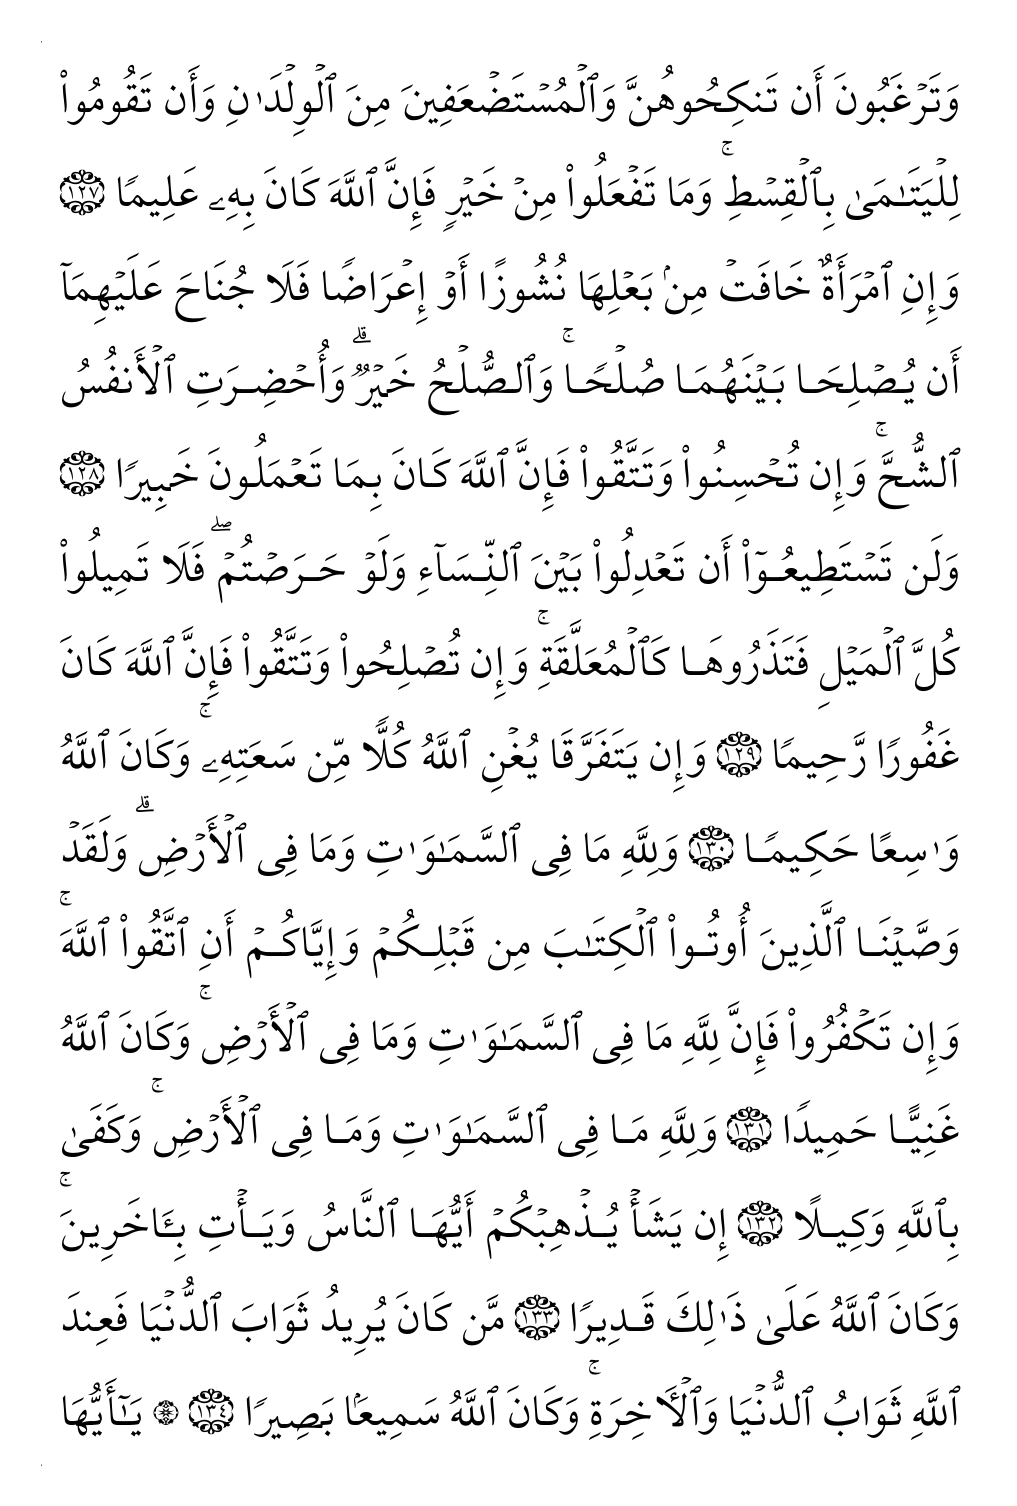 وَتَرۡغَبُونَ أَن تَنكِحُوهُنَّ وَٱلۡمُسۡتَضۡعَفِينَ مِنَ ٱلۡوِلۡدَٰنِ وَأَن تَقُومُواْ
لِلۡيَتَٰمَىٰ بِٱلۡقِسۡطِۚ وَمَا تَفۡعَلُواْ مِنۡ خَيۡرٖ فَإِنَّ ٱللَّهَ كَانَ بِهِۦ عَلِيمٗا ١٢٧
وَإِنِ ٱمۡرَأَةٌ خَافَتۡ مِنۢ بَعۡلِهَا نُشُوزًا أَوۡ إِعۡرَاضٗا فَلَا جُنَاحَ عَلَيۡهِمَآ
أَن يُصۡلِحَا بَيۡنَهُمَا صُلۡحٗاۚ وَٱلصُّلۡحُ خَيۡرٞۗ وَأُحۡضِرَتِ ٱلۡأَنفُسُ
ٱلشُّحَّۚ وَإِن تُحۡسِنُواْ وَتَتَّقُواْ فَإِنَّ ٱللَّهَ كَانَ بِمَا تَعۡمَلُونَ خَبِيرٗا ١٢٨
وَلَن تَسۡتَطِيعُوٓاْ أَن تَعۡدِلُواْ بَيۡنَ ٱلنِّسَآءِ وَلَوۡ حَرَصۡتُمۡۖ فَلَا تَمِيلُواْ
كُلَّ ٱلۡمَيۡلِ فَتَذَرُوهَا كَٱلۡمُعَلَّقَةِۚ وَإِن تُصۡلِحُواْ وَتَتَّقُواْ فَإِنَّ ٱللَّهَ كَانَ
غَفُورٗا رَّحِيمٗا ١٢٩ وَإِن يَتَفَرَّقَا يُغۡنِ ٱللَّهُ كُلّٗا مِّن سَعَتِهِۦۚ وَكَانَ ٱللَّهُ
وَٰسِعًا حَكِيمٗا ١٣٠ وَلِلَّهِ مَا فِي ٱلسَّمَٰوَٰتِ وَمَا فِي ٱلۡأَرۡضِۗ وَلَقَدۡ
وَصَّيۡنَا ٱلَّذِينَ أُوتُواْ ٱلۡكِتَٰبَ مِن قَبۡلِكُمۡ وَإِيَّاكُمۡ أَنِ ٱتَّقُواْ ٱللَّهَۚ
وَإِن تَكۡفُرُواْ فَإِنَّ لِلَّهِ مَا فِي ٱلسَّمَٰوَٰتِ وَمَا فِي ٱلۡأَرۡضِۚ وَكَانَ ٱللَّهُ
غَنِيًّا حَمِيدٗا ١٣١ وَلِلَّهِ مَا فِي ٱلسَّمَٰوَٰتِ وَمَا فِي ٱلۡأَرۡضِۚ وَكَفَىٰ
بِٱللَّهِ وَكِيلًا ١٣٢ إِن يَشَأۡ يُذۡهِبۡكُمۡ أَيُّهَا ٱلنَّاسُ وَيَأۡتِ بِـَٔاخَرِينَۚ
وَكَانَ ٱللَّهُ عَلَىٰ ذَٰلِكَ قَدِيرٗا ١٣٣ مَّن كَانَ يُرِيدُ ثَوَابَ ٱلدُّنۡيَا فَعِندَ
ٱللَّهِ ثَوَابُ ٱلدُّنۡيَا وَٱلۡأٓخِرَةِۚ وَكَانَ ٱللَّهُ سَمِيعَۢا بَصِيرٗا ١٣٤ ۞ يَٰٓأَيُّهَا